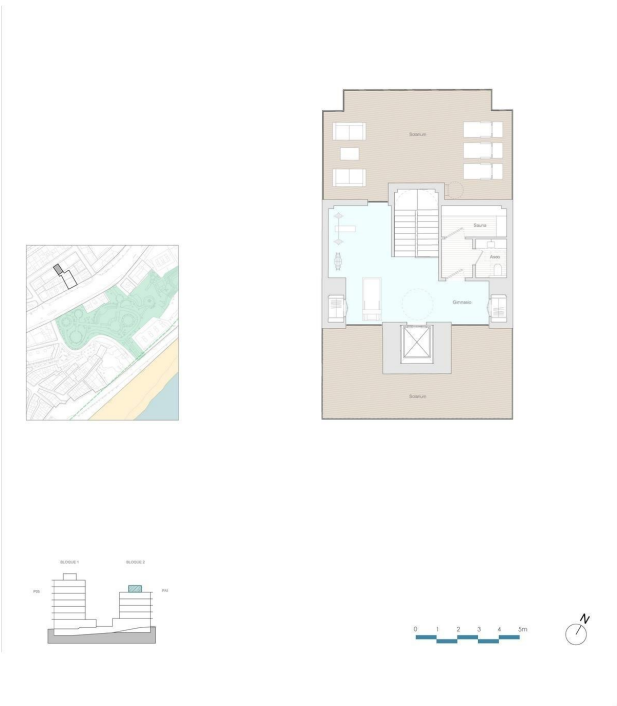 Solarium
Sauna
Aseo
Gimnasio
Solarium
BLOQUE 1
BLOQUE 2
0 1 2 3 4 5m
N